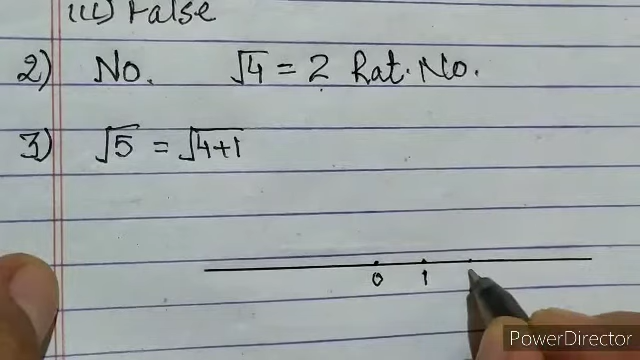 iii) False
2) No. √4 = 2 Rat. No.
3) √5 = √4+1
0 1
PowerDirector